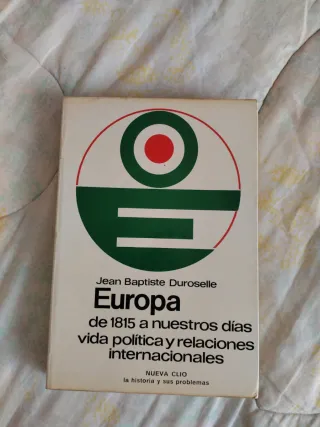 Jean Baptiste Duroselle
Europa
de 1815 a nuestros días
vida política y relaciones
internacionales
NUEVA CLIO
la historia y sus problemas